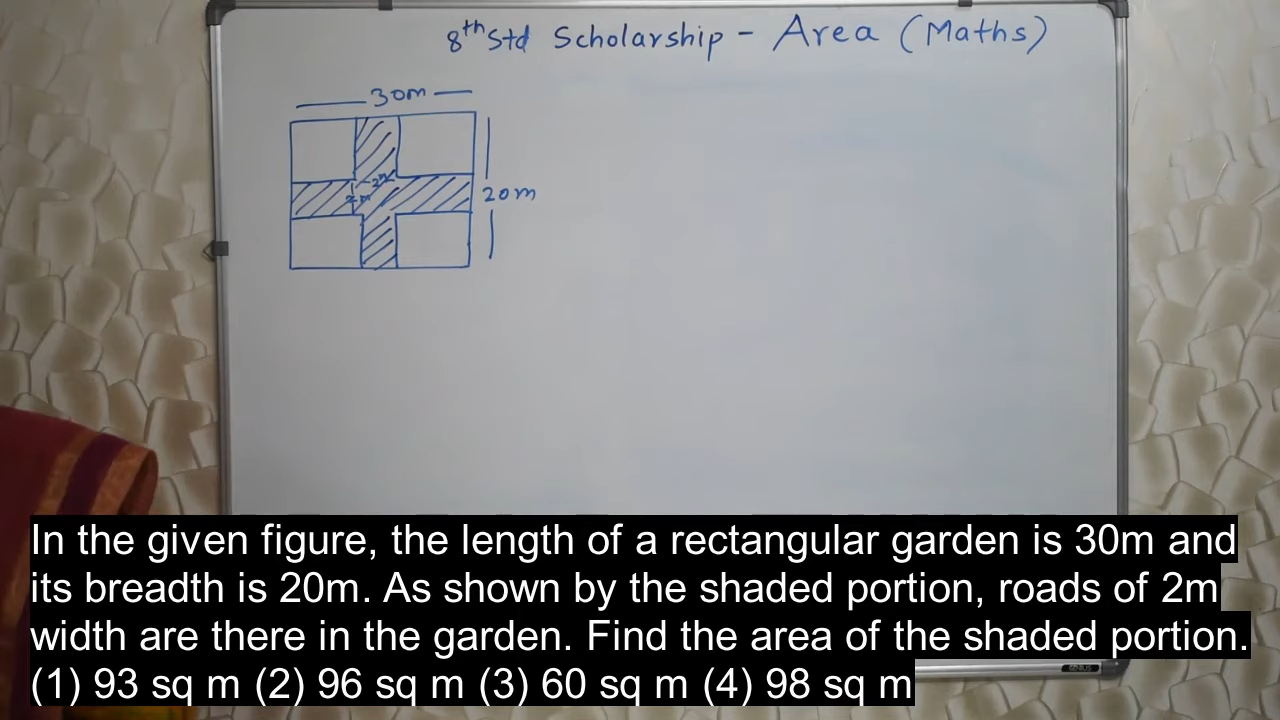 8th Std Scholarship - Area (Maths)
30m
2m
2m
20m
In the given figure, the length of a rectangular garden is 30m and
its breadth is 20m. As shown by the shaded portion, roads of 2m
width are there in the garden. Find the area of the shaded portion.
(1) 93 sq m (2) 96 sq m (3) 60 sq m (4) 98 sq m